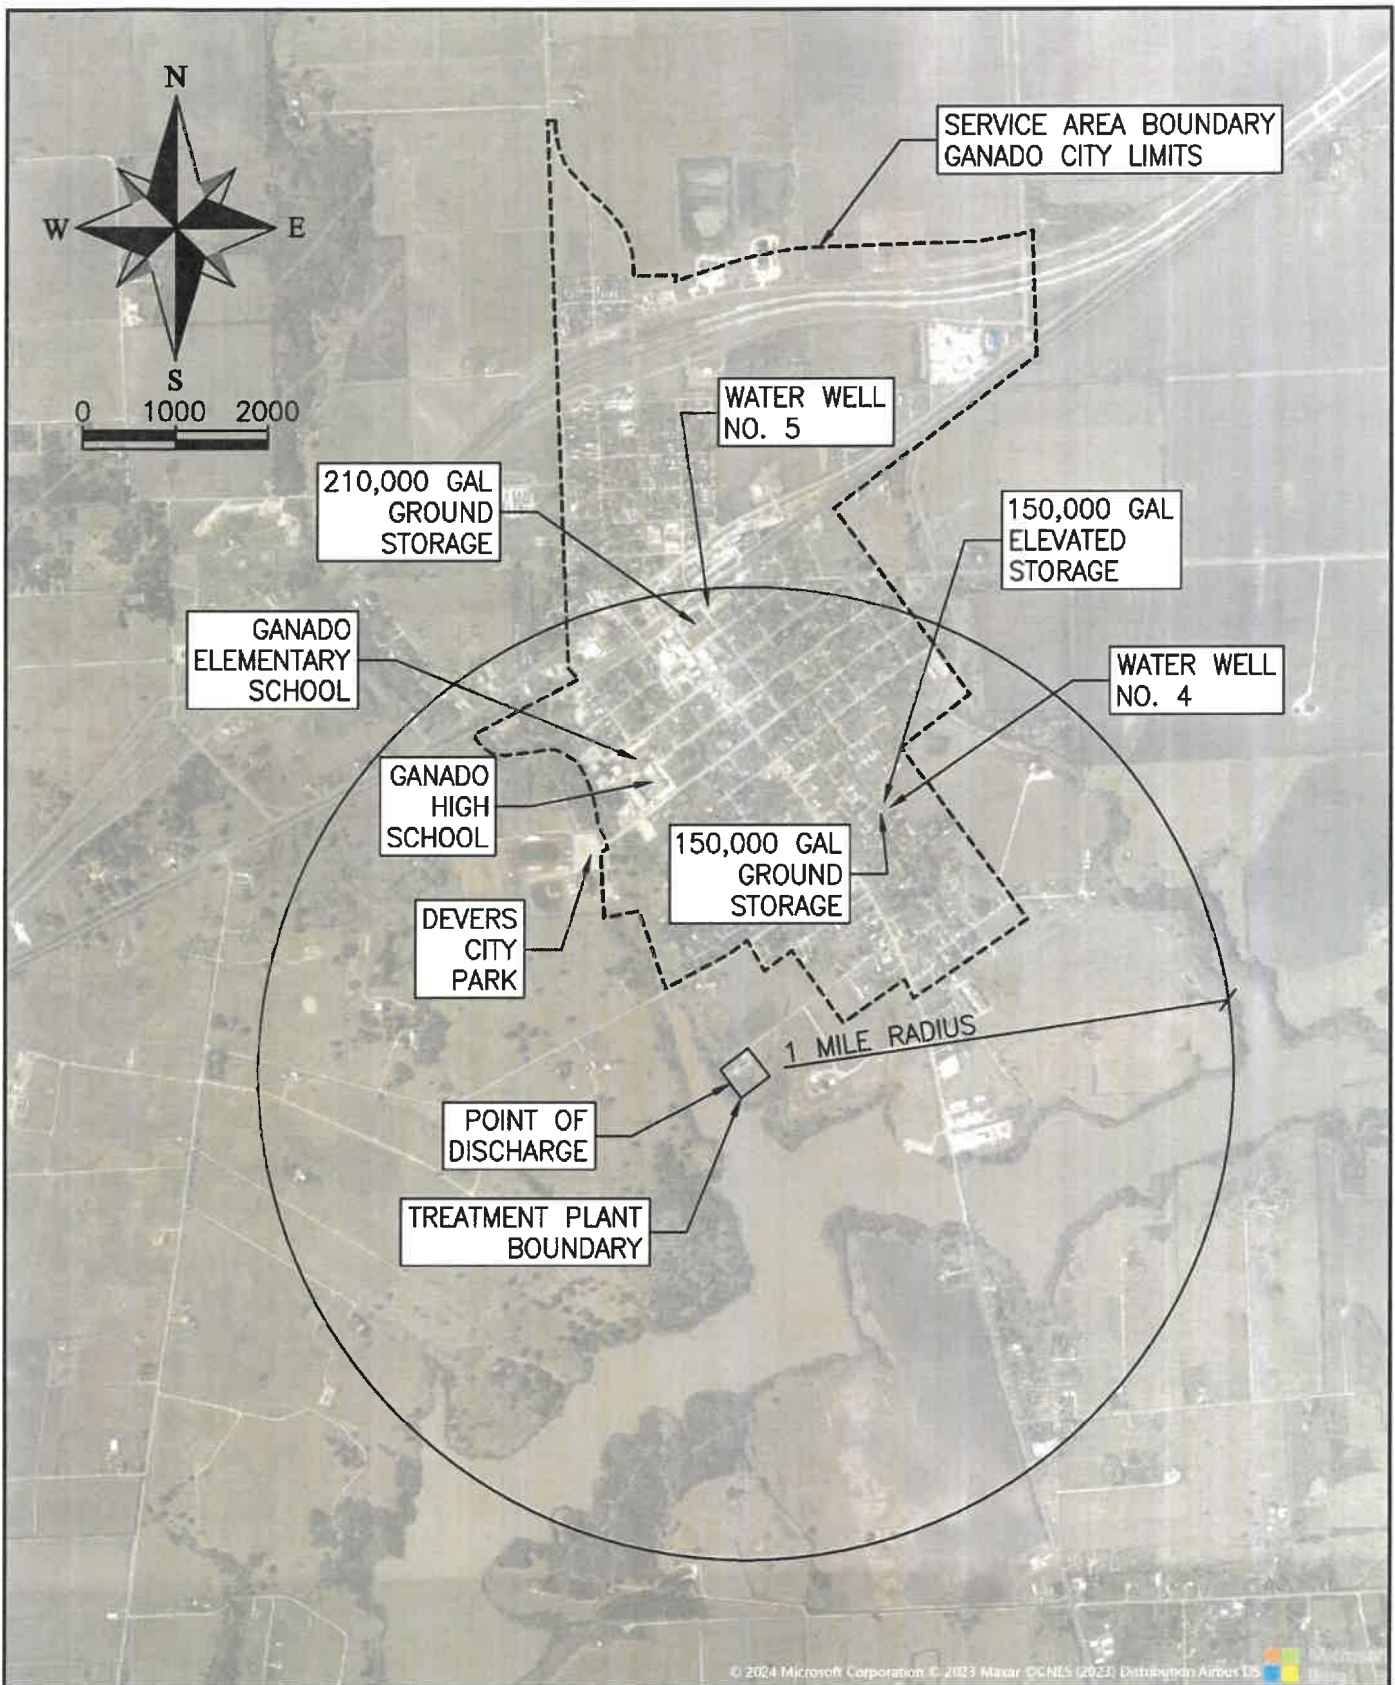 N
W
E
S
0 1000 2000
SERVICE AREA BOUNDARY
GANADO CITY LIMITS
WATER WELL
NO. 5
210,000 GAL
GROUND
STORAGE
150,000 GAL
ELEVATED
STORAGE
GANADO
ELEMENTARY
SCHOOL
WATER WELL
NO. 4
GANADO
HIGH
SCHOOL
150,000 GAL
GROUND
STORAGE
DEVERS
CITY
PARK
1 MILE RADIUS
POINT OF
DISCHARGE
TREATMENT PLANT
BOUNDARY
© 2024 Microsoft Corporation © 2023 Maxar ©CNES (2023) Distribution Airbus DS
Microsoft
Bing